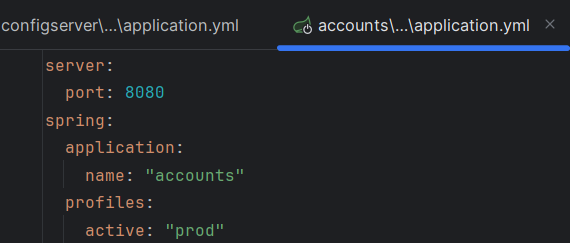 configserver\...\application.yml accounts\...\application.yml
server:
  port: 8080
spring:
  application:
    name: "accounts"
  profiles:
    active: "prod"